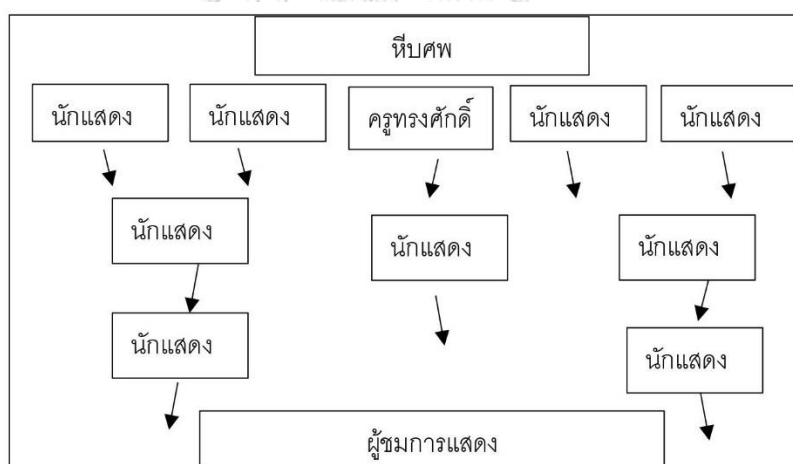 หีบศพ
นักแสดง นักแสดง ครูทรงศักดิ์ นักแสดง นักแสดง
นักแสดง นักแสดง นักแสดง
นักแสดง นักแสดง
ผู้ชมการแสดง